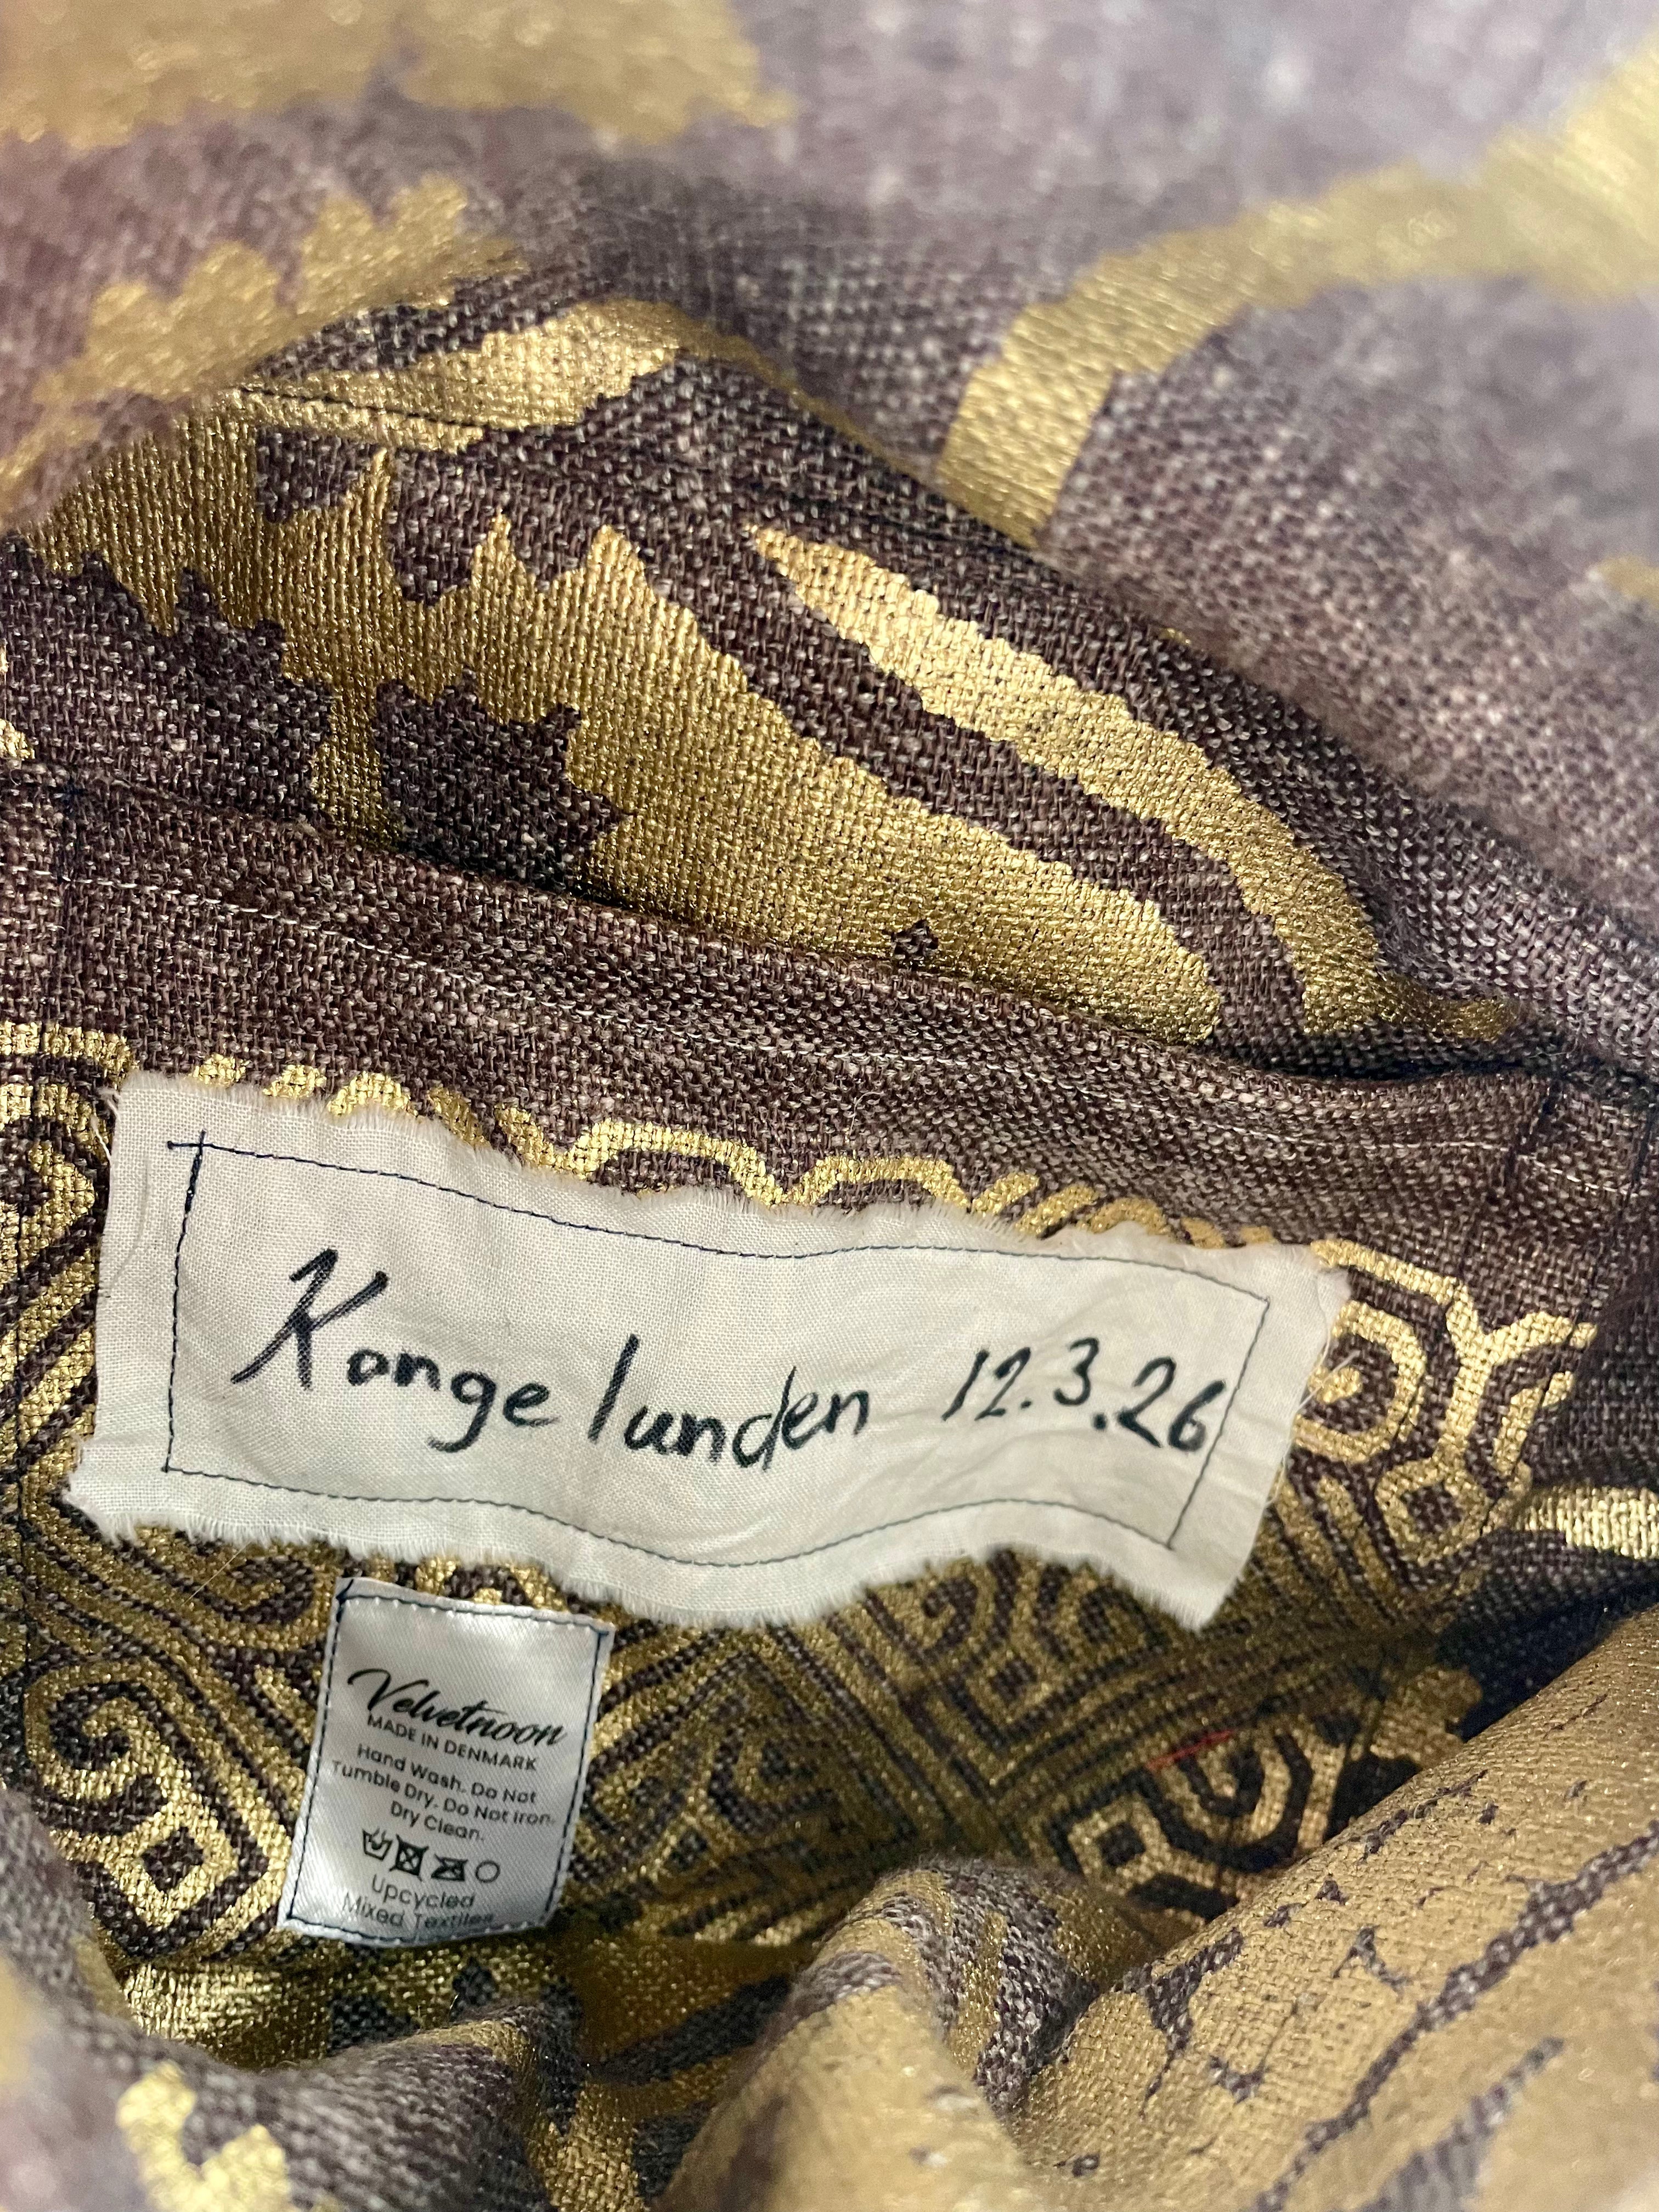 Kongelunden 12.3.26
Velvetnoon
MADE IN DENMARK
Hand Wash. Do Not
Tumble Dry. Do Not Iron.
Dry Clean.
Upcycled
Mixed Textiles